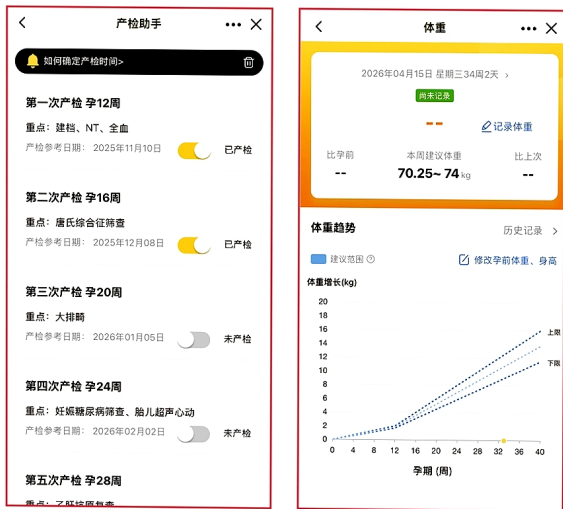 产检助手
如何确定产检时间>
第一次产检 孕12周
重点：建档、NT、全血
产检参考日期： 2025年11月10日
已产检
第二次产检 孕16周
重点：唐氏综合征筛查
产检参考日期： 2025年12月08日
已产检
第三次产检 孕20周
重点：大排畸
产检参考日期： 2026年01月05日
未产检
第四次产检 孕24周
重点：妊娠糖尿病筛查、胎儿超声心动
产检参考日期： 2026年02月02日
未产检
第五次产检 孕28周
重点：乙肝抗原复查
体重
2026年04月15日 星期三34周2天 >
尚未记录
--
记录体重
比孕前
本周建议体重
比上次
--
70.25~ 74 kg
--
体重趋势
历史记录 >
建议范围 ?
修改孕前体重、身高
体重增长(kg)
20
18
16
14
12
10
8
6
4
2
0
上限
下限
0 4 8 12 16 20 24 28 32 36 40
孕期 (周)